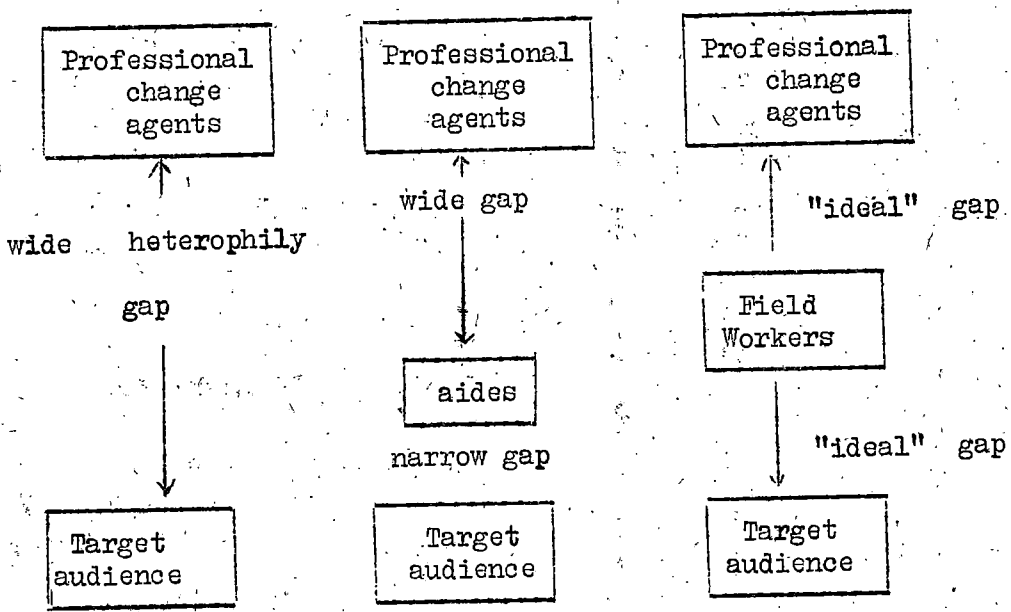 Professional
change
agents
wide heterophily
gap
Target
audience
Professional
change
agents
wide gap
aides
narrow gap
Target
audience
Professional
change
agents
"ideal" gap
Field
Workers
"ideal" gap
Target
audience